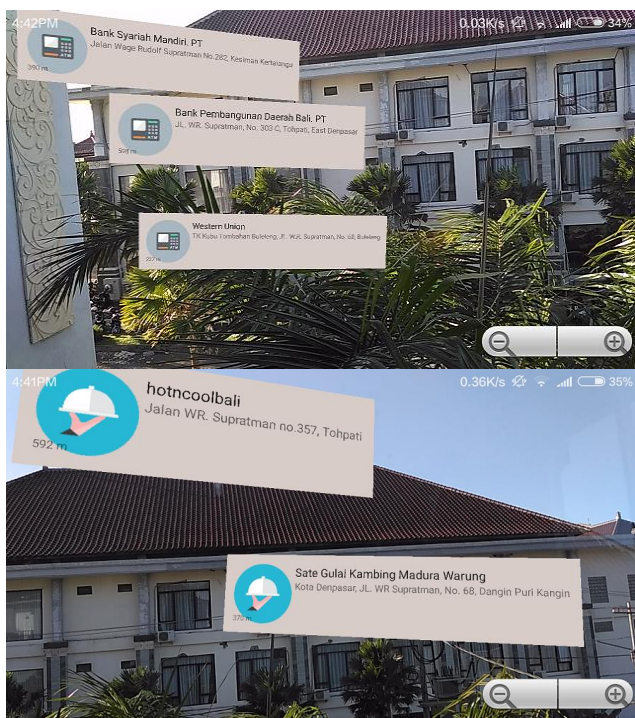 4:42PM
0.03K/s
34%
Bank Syariah Mandiri. PT
Jalan Wage Rudolf Supratman No.282, Kesiman Kertalangu
390 m
Bank Pembangunan Daerah Bali, PT
JL. WR. Supratman, No. 303 C, Tohpati, East Denpasar
ATM
Western Union
TK Kubu Tambahan Buleleng, Jl. W.R. Supratman, No. 68, Buleleng
ATM
4:41PM
0.36K/s
35%
hotncoolbali
Jalan WR. Supratman no.357, Tohpati
592 m
Sate Gulai Kambing Madura Warung
Kota Denpasar, JL. WR Supratman, No. 68, Dangin Puri Kangin
370 m